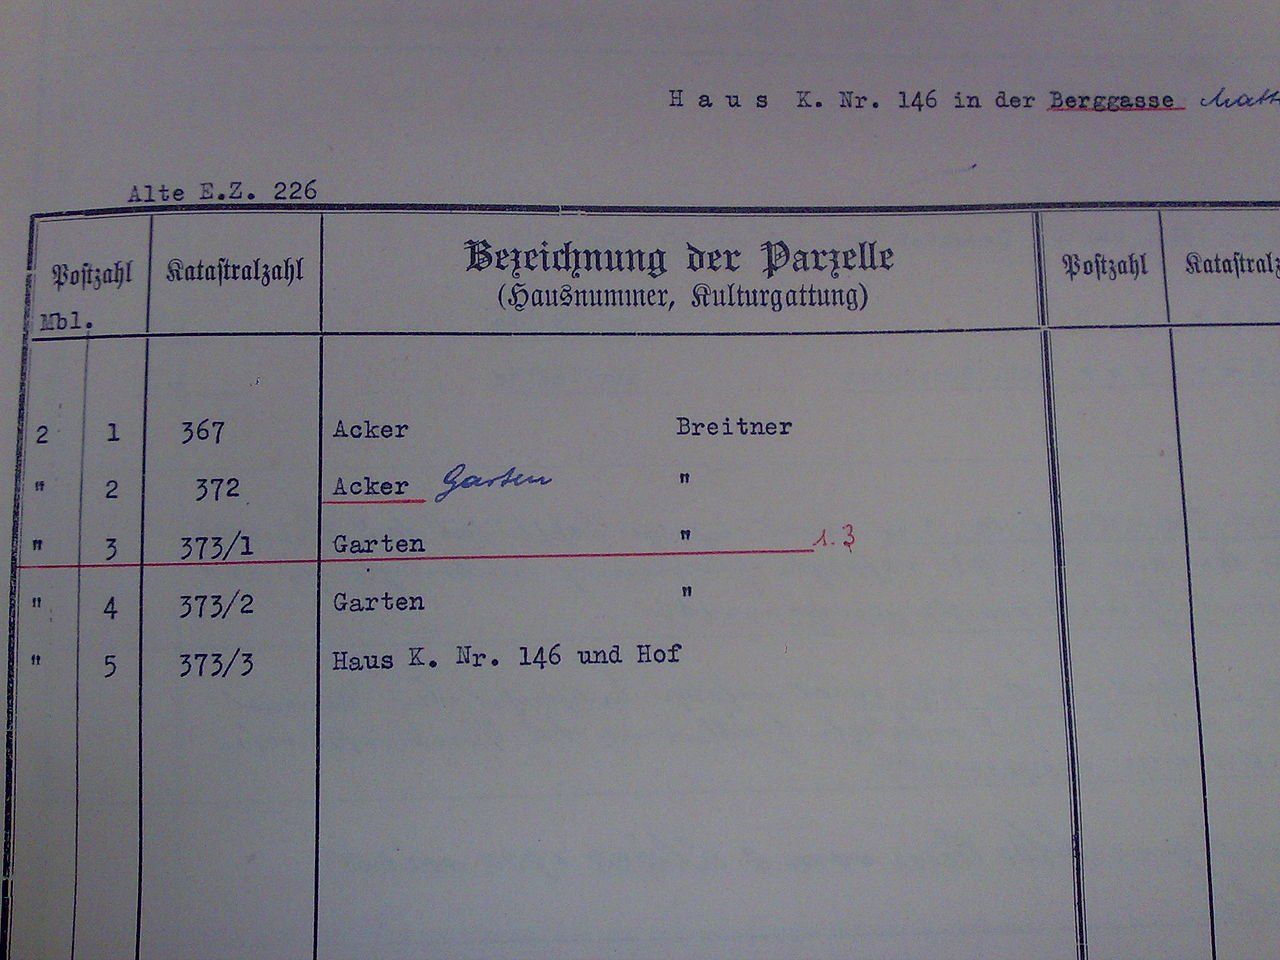 Haus K. Nr. 146 in der Berggasse
Alte E.Z. 226
Postzahl Katastralzahl Bezeichnung der Parzelle Postzahl Katastralz
(Hausnummer, Kulturgattung)
Mbl.
2 1 367 Acker Breitner
" 2 372 Acker Garten "
" 3 373/1 Garten " 1.3
" 4 373/2 Garten "
" 5 373/3 Haus K. Nr. 146 und Hof